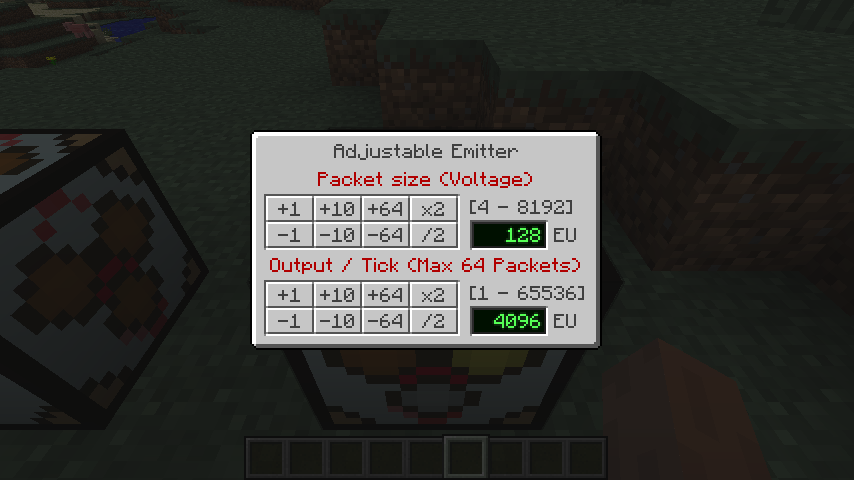 Adjustable Emitter
Packet size (Voltage)
+1 +10 +64 x2 [4 - 8192]
-1 -10 -64 /2 128 EU
Output / Tick (Max 64 Packets)
+1 +10 +64 x2 [1 - 65536]
-1 -10 -64 /2 4096 EU